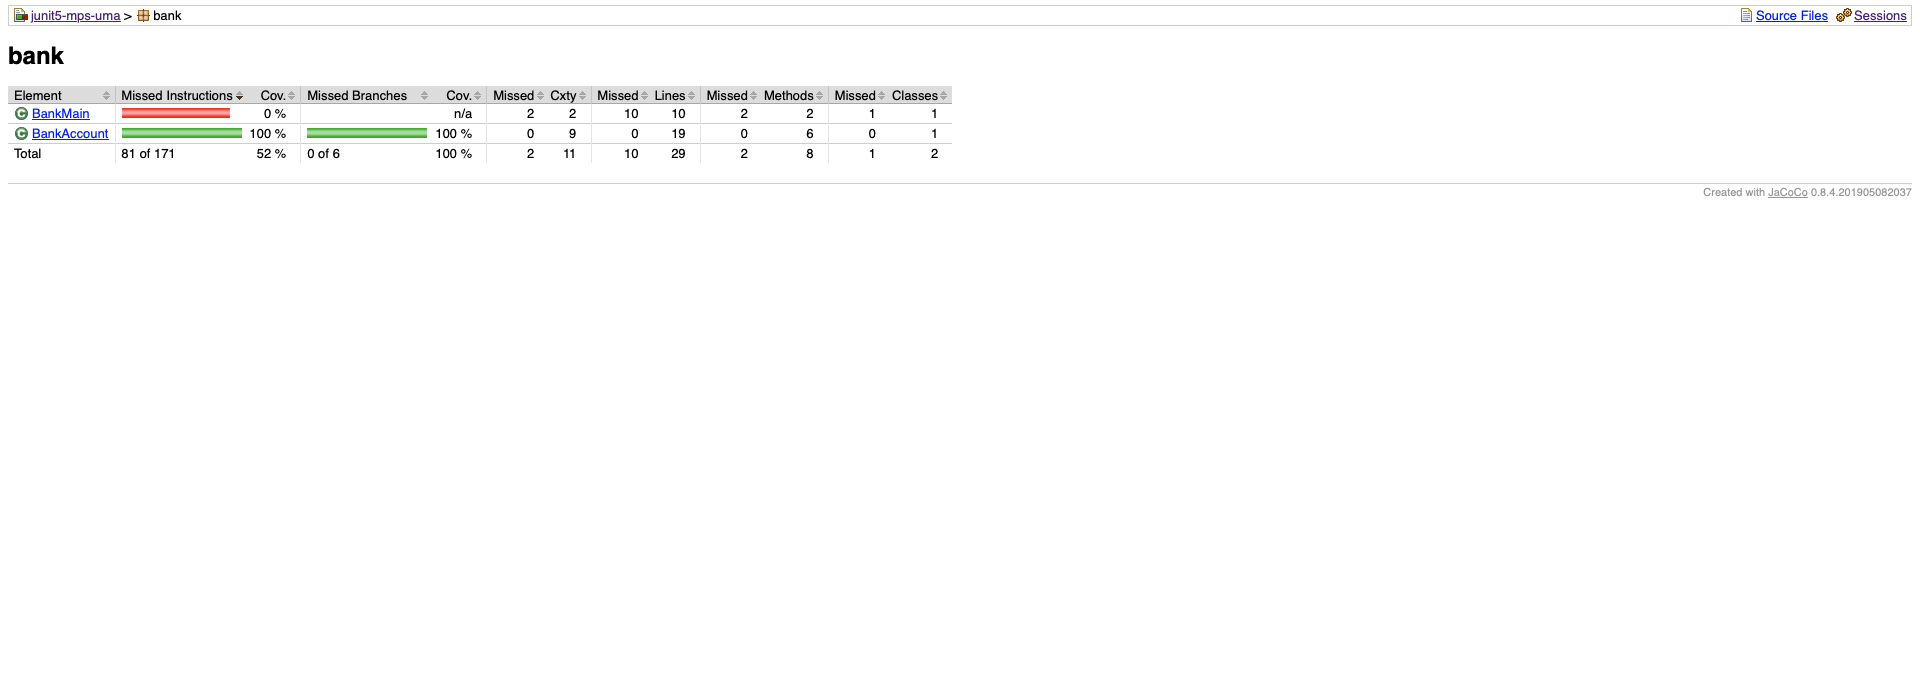 junit5-mps-uma > bank Source Files Sessions
bank
Element Missed Instructions Cov. Missed Branches Cov. Missed Cxty Missed Lines Missed Methods Missed Classes
BankMain 0 % n/a 2 2 10 10 2 2 1 1
BankAccount 100 % 100 % 0 9 0 19 0 6 0 1
Total 81 of 171 52 % 0 of 6 100 % 2 11 10 29 2 8 1 2
Created with JaCoCo 0.8.4.201905082037